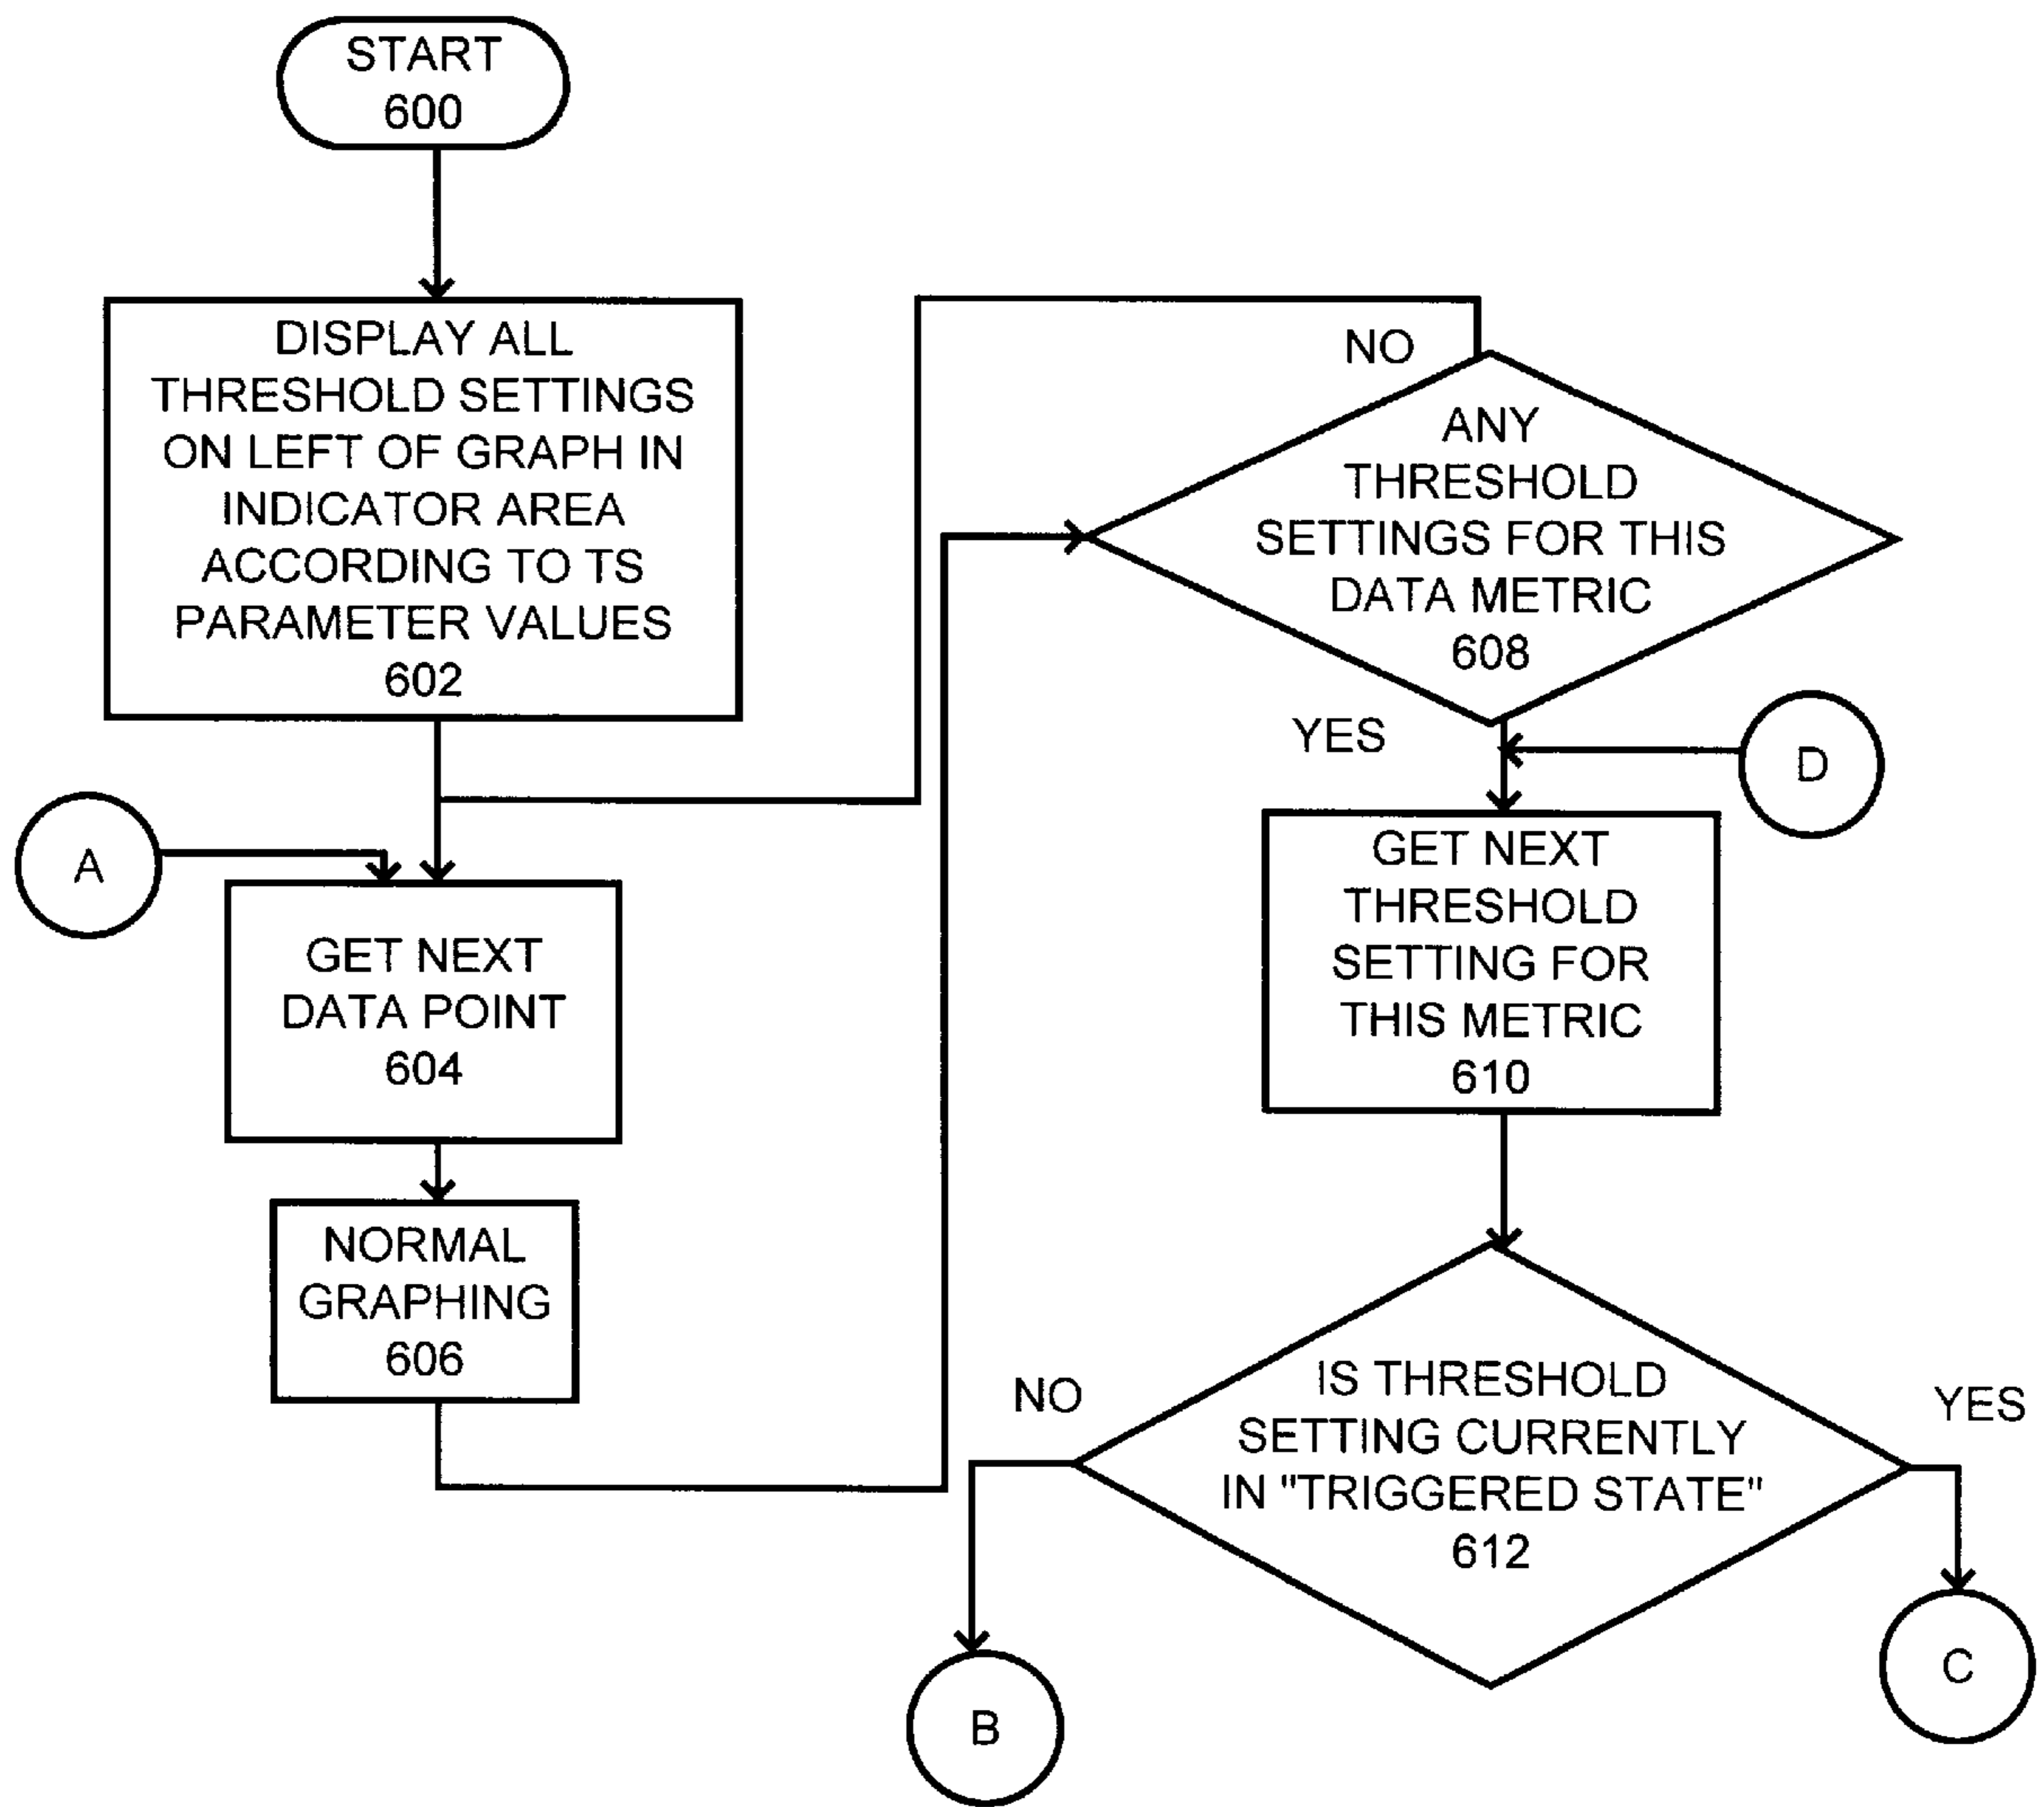 START
600
DISPLAY ALL
THRESHOLD SETTINGS
ON LEFT OF GRAPH IN
INDICATOR AREA
ACCORDING TO TS
PARAMETER VALUES
602
A
GET NEXT
DATA POINT
604
NORMAL
GRAPHING
606
NO
ANY
THRESHOLD
SETTINGS FOR THIS
DATA METRIC
608
YES
D
GET NEXT
THRESHOLD
SETTING FOR
THIS METRIC
610
NO
IS THRESHOLD
SETTING CURRENTLY
IN "TRIGGERED STATE"
612
YES
B
C